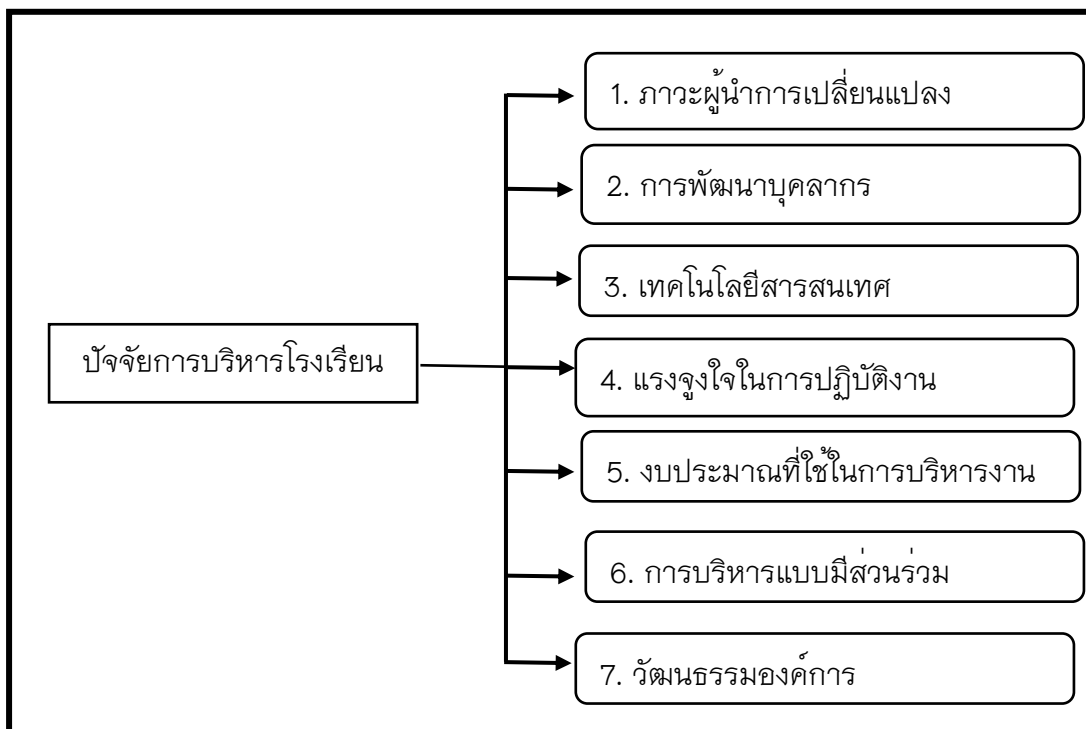 1. ภาวะผู้นำการเปลี่ยนแปลง
2. การพัฒนาบุคลากร
3. เทคโนโลยีสารสนเทศ
ปัจจัยการบริหารโรงเรียน
4. แรงจูงใจในการปฏิบัติงาน
5. งบประมาณที่ใช้ในการบริหารงาน
6. การบริหารแบบมีส่วนร่วม
7. วัฒนธรรมองค์การ